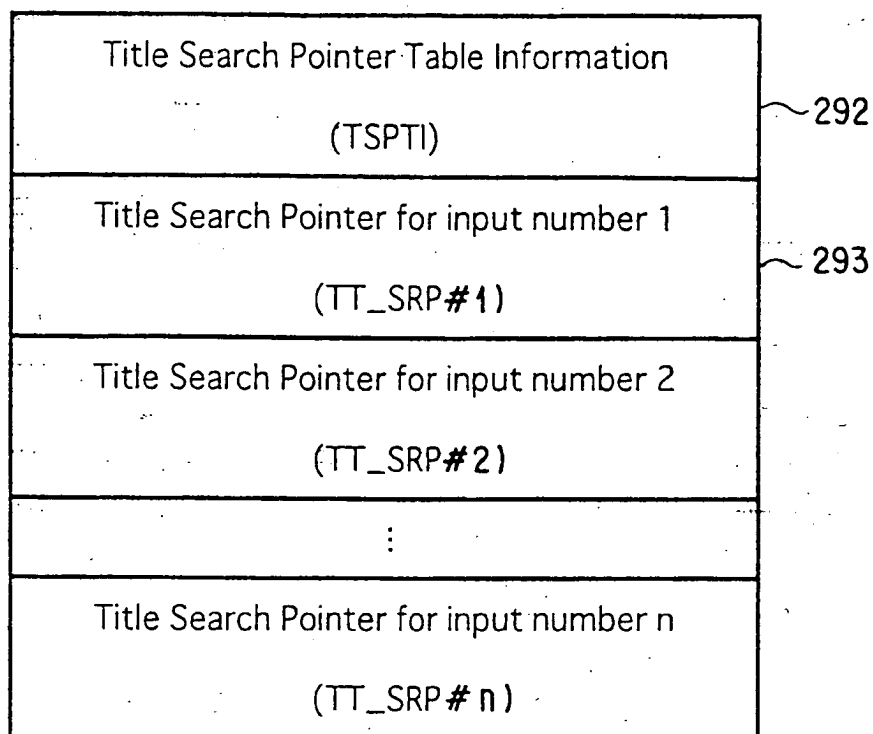 Title Search Pointer Table Information
(TSPTI)
292
Title Search Pointer for input number 1
(TT_SRP#1)
293
Title Search Pointer for input number 2
(TT_SRP#2)
⋮
Title Search Pointer for input number n
(TT_SRP#n)